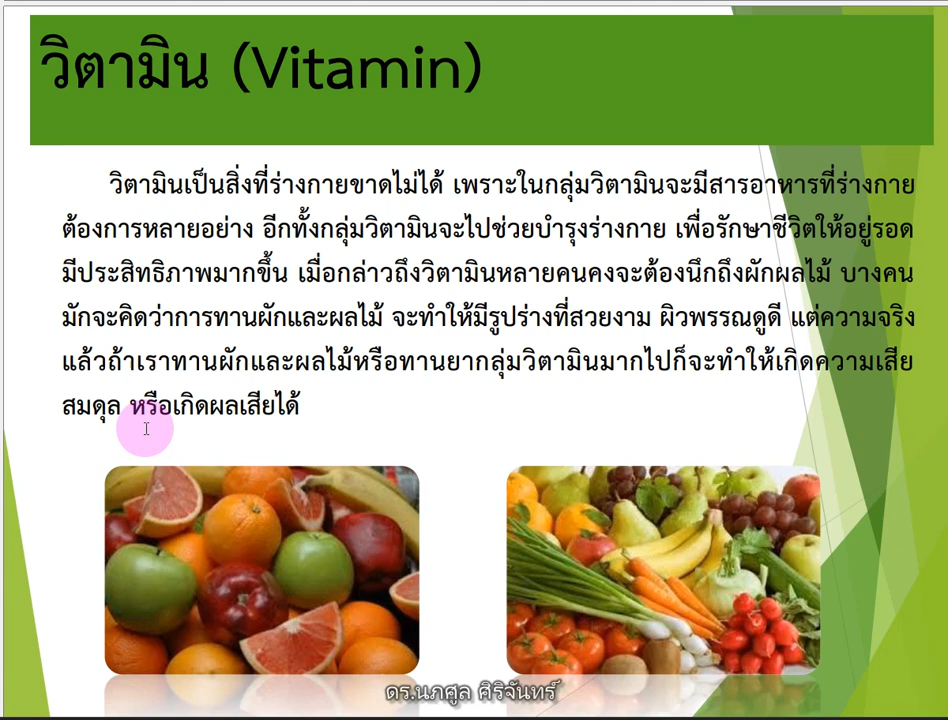 วิตามิน (Vitamin)
วิตามินเป็นสิ่งที่ร่างกายขาดไม่ได้ เพราะในกลุ่มวิตามินจะมีสารอาหารที่ร่างกาย
ต้องการหลายอย่าง อีกทั้งกลุ่มวิตามินจะไปช่วยบำรุงร่างกาย เพื่อรักษาชีวิตให้อยู่รอด
มีประสิทธิภาพมากขึ้น เมื่อกล่าวถึงวิตามินหลายคนคงจะต้องนึกถึงผักผลไม้ บางคน
มักจะคิดว่าการทานผักและผลไม้ จะทำให้มีรูปร่างที่สวยงาม ผิวพรรณดูดี แต่ความจริง
แล้วถ้าเราทานผักและผลไม้หรือทานยากลุ่มวิตามินมากไปก็จะทำให้เกิดความเสีย
สมดุล หรือเกิดผลเสียได้
ดร.นภศูล ศิริจันทร์